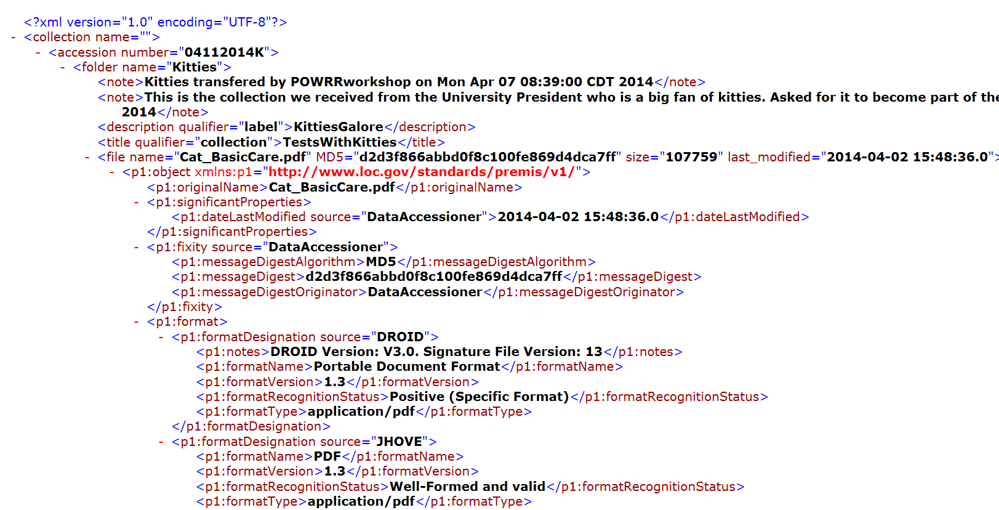 <?xml version="1.0" encoding="UTF-8"?>
- <collection name="">
- <accession number="04112014K">
- <folder name="Kitties">
<note>Kitties transfered by POWRRworkshop on Mon Apr 07 08:39:00 CDT 2014</note>
<note>This is the collection we received from the University President who is a big fan of kitties. Asked for it to become part of the
2014</note>
<description qualifier="label">KittiesGalore</description>
<title qualifier="collection">TestsWithKitties</title>
- <file name="Cat_BasicCare.pdf" MD5="d2d3f866abbd0f8c100fe869d4dca7ff" size="107759" last_modified="2014-04-02 15:48:36.0">
- <p1:object xmlns:p1="http://www.loc.gov/standards/premis/v1/">
<p1:originalName>Cat_BasicCare.pdf</p1:originalName>
- <p1:significantProperties>
<p1:dateLastModified source="DataAccessioner">2014-04-02 15:48:36.0</p1:dateLastModified>
</p1:significantProperties>
- <p1:fixity source="DataAccessioner">
<p1:messageDigestAlgorithm>MD5</p1:messageDigestAlgorithm>
<p1:messageDigest>d2d3f866abbd0f8c100fe869d4dca7ff</p1:messageDigest>
<p1:messageDigestOriginator>DataAccessioner</p1:messageDigestOriginator>
</p1:fixity>
- <p1:format>
- <p1:formatDesignation source="DROID">
<p1:notes>DROID Version: V3.0. Signature File Version: 13</p1:notes>
<p1:formatName>Portable Document Format</p1:formatName>
<p1:formatVersion>1.3</p1:formatVersion>
<p1:formatRecognitionStatus>Positive (Specific Format)</p1:formatRecognitionStatus>
<p1:formatType>application/pdf</p1:formatType>
</p1:formatDesignation>
- <p1:formatDesignation source="JHOVE">
<p1:formatName>PDF</p1:formatName>
<p1:formatVersion>1.3</p1:formatVersion>
<p1:formatRecognitionStatus>Well-Formed and valid</p1:formatRecognitionStatus>
<p1:formatType>application/pdf</p1:formatType>